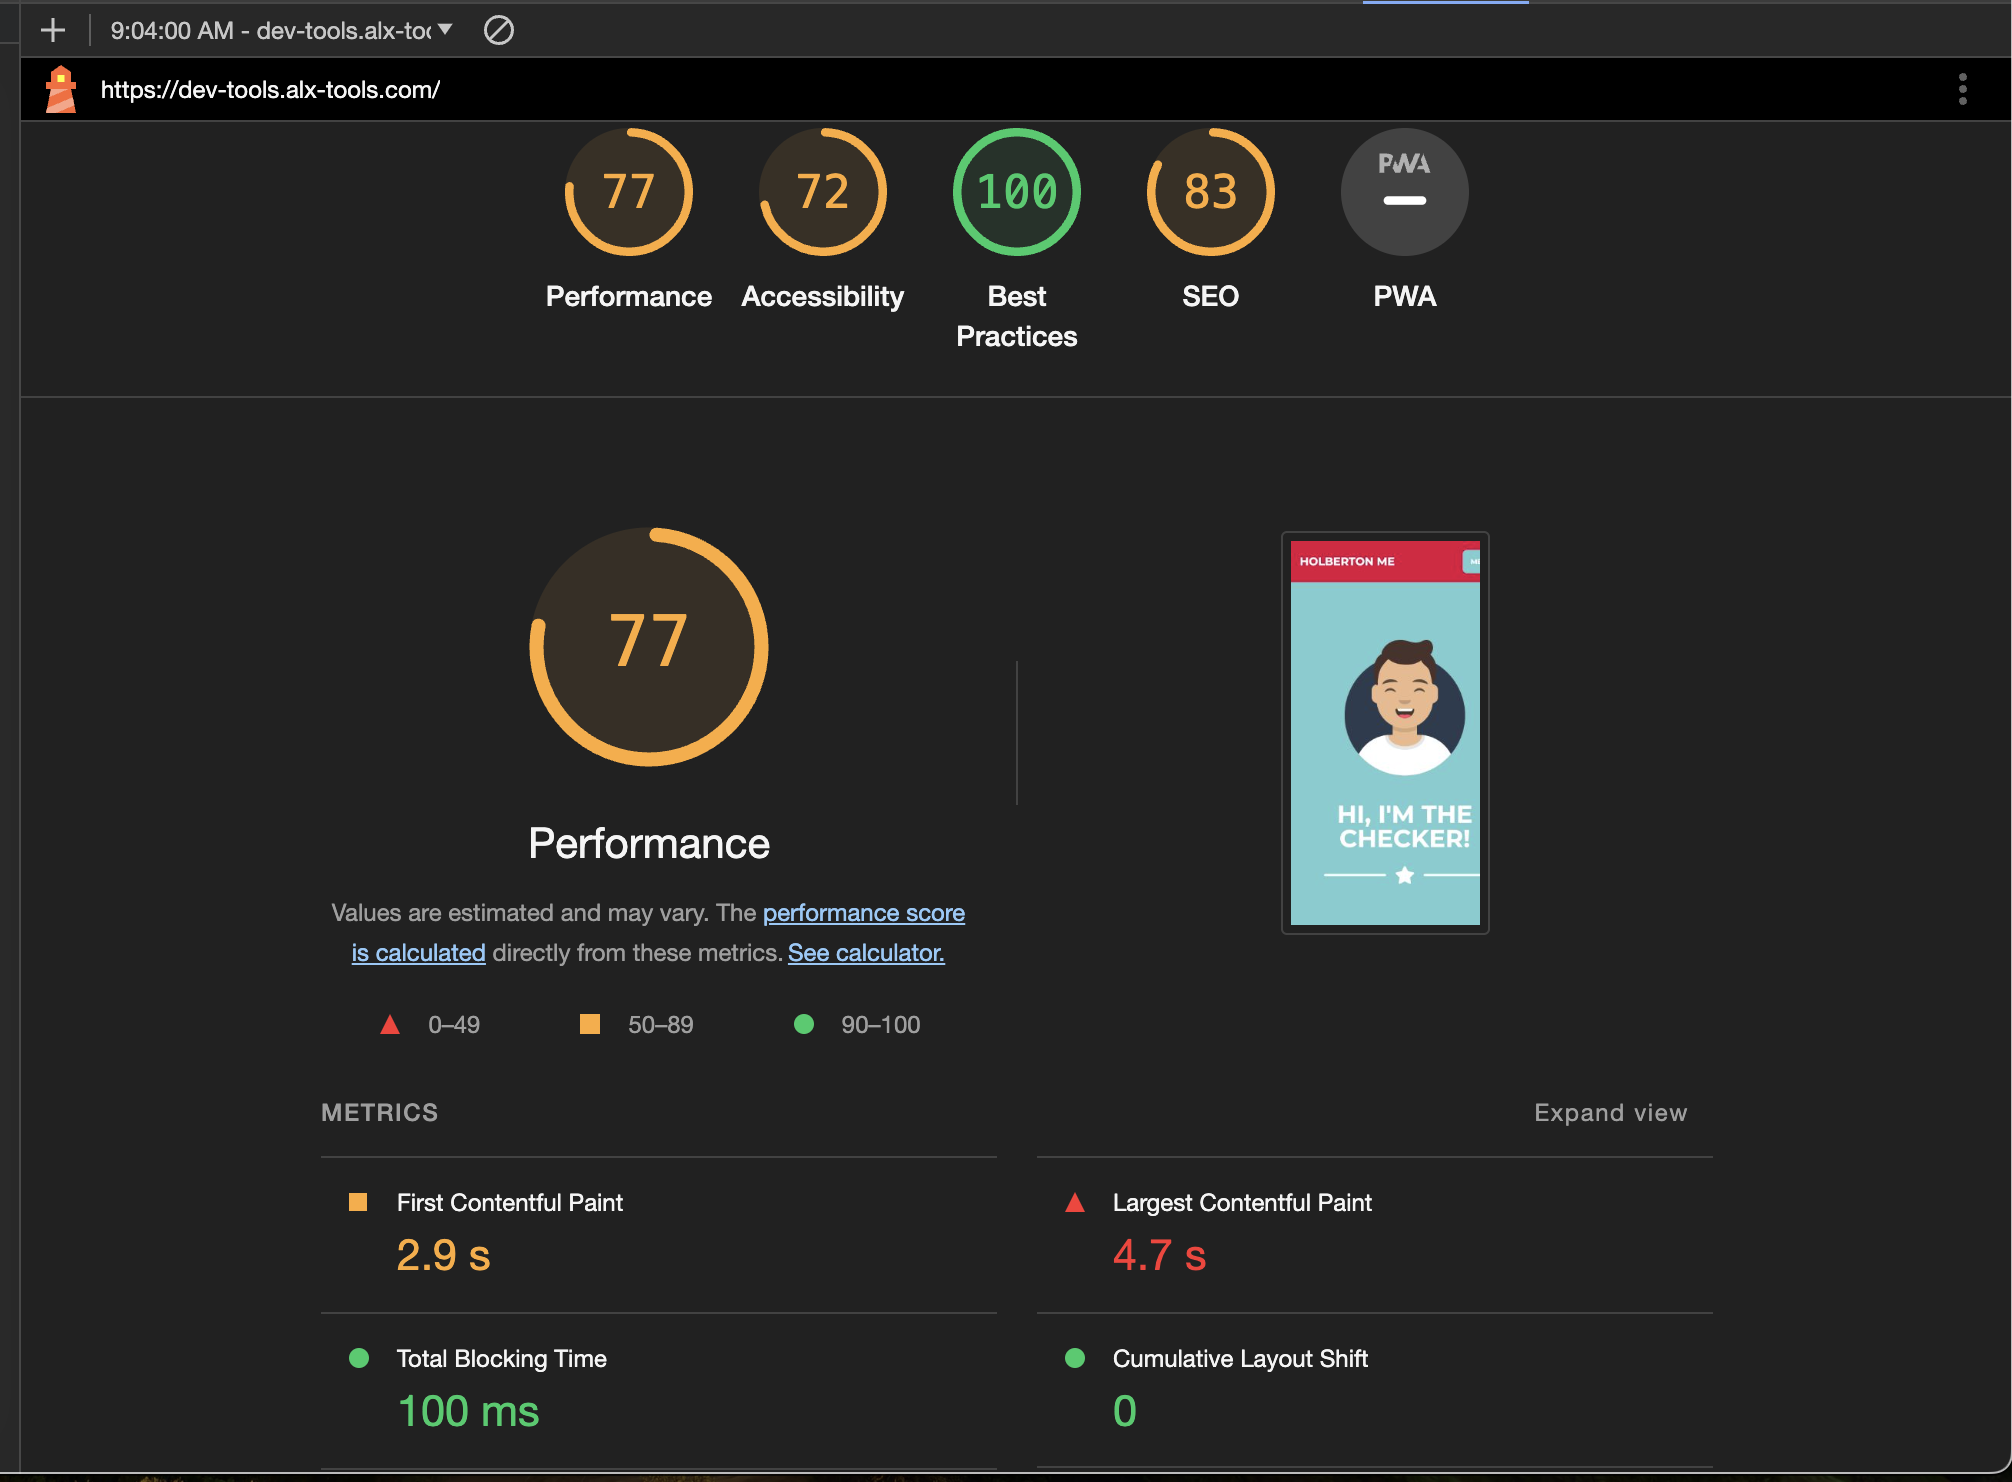 9:04:00 AM - dev-tools.alx-too
https://dev-tools.alx-tools.com/
77
72
100
83
PWA
Performance
Accessibility
Best
Practices
SEO
PWA
77
Performance
Values are estimated and may vary. The performance score
is calculated directly from these metrics. See calculator.
0–49
50–89
90–100
HOLBERTON ME
HI, I'M THE
CHECKER!
METRICS
Expand view
First Contentful Paint
2.9 s
Largest Contentful Paint
4.7 s
Total Blocking Time
100 ms
Cumulative Layout Shift
0